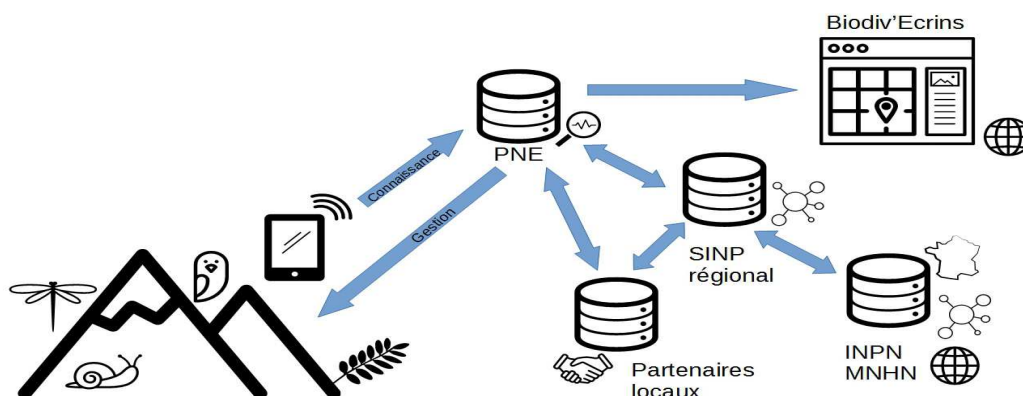 Biodiv'Ecrins
PNE
Connaissance
Gestion
SINP
régional
Partenaires
locaux
INPN
MNHN